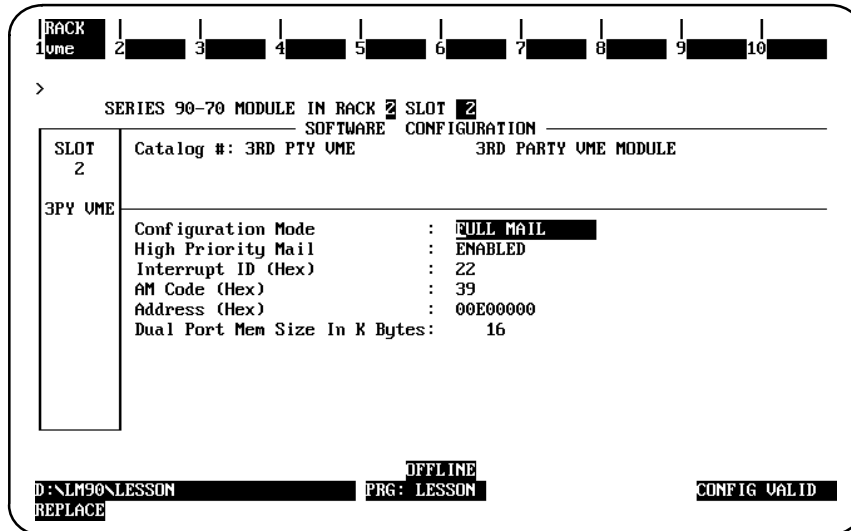 RACK
1vme 2 3 4 5 6 7 8 9 10
>
SERIES 90-70 MODULE IN RACK 2 SLOT 2
SOFTWARE CONFIGURATION
SLOT 2
Catalog #: 3RD PTY VME 3RD PARTY VME MODULE
3PY VME
Configuration Mode : FULL MAIL
High Priority Mail : ENABLED
Interrupt ID (Hex) : 22
AM Code (Hex) : 39
Address (Hex) : 00E00000
Dual Port Mem Size In K Bytes: 16
OFFLINE
D:\LM90\LESSON PRG: LESSON CONFIG VALID
REPLACE